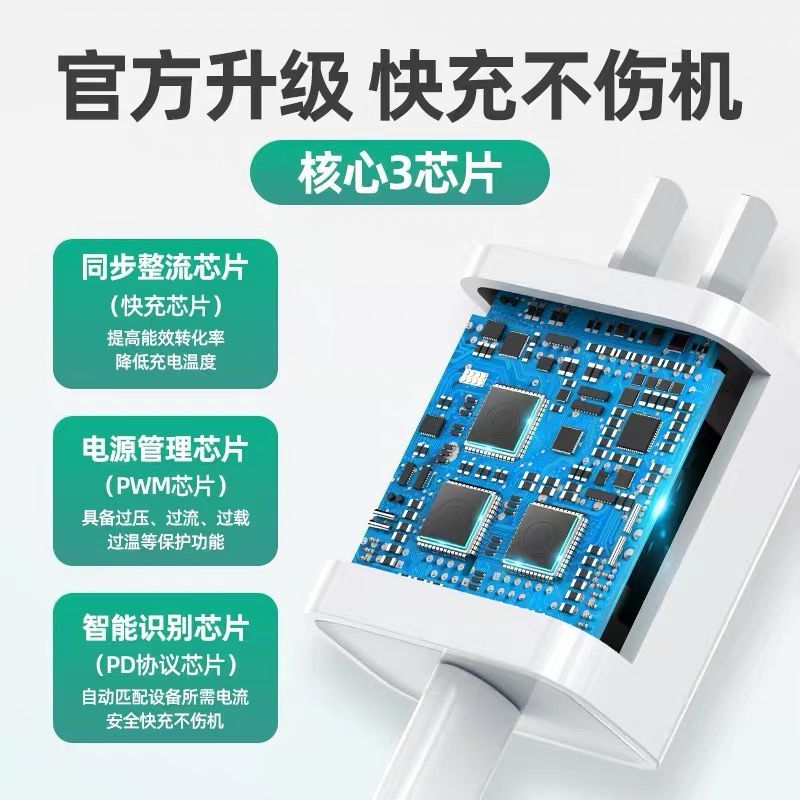 官方升级 快充不伤机
核心3芯片
同步整流芯片
（快充芯片）
提高能效转化率
降低充电温度
电源管理芯片
（PWM芯片）
具备过压、过流、过载
过温等保护功能
智能识别芯片
（PD协议芯片）
自动匹配设备所需电流
安全快充不伤机